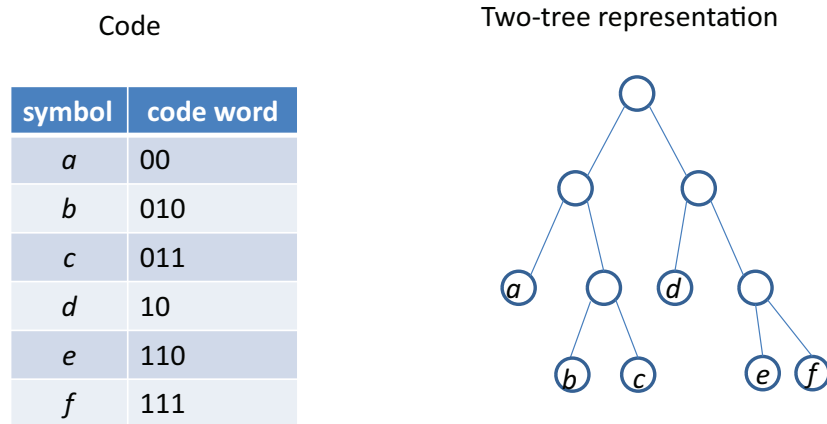 Code
Two-tree representation
symbol code word
a 00
b 010
c 011
d 10
e 110
f 111
a
d
b
c
e
f